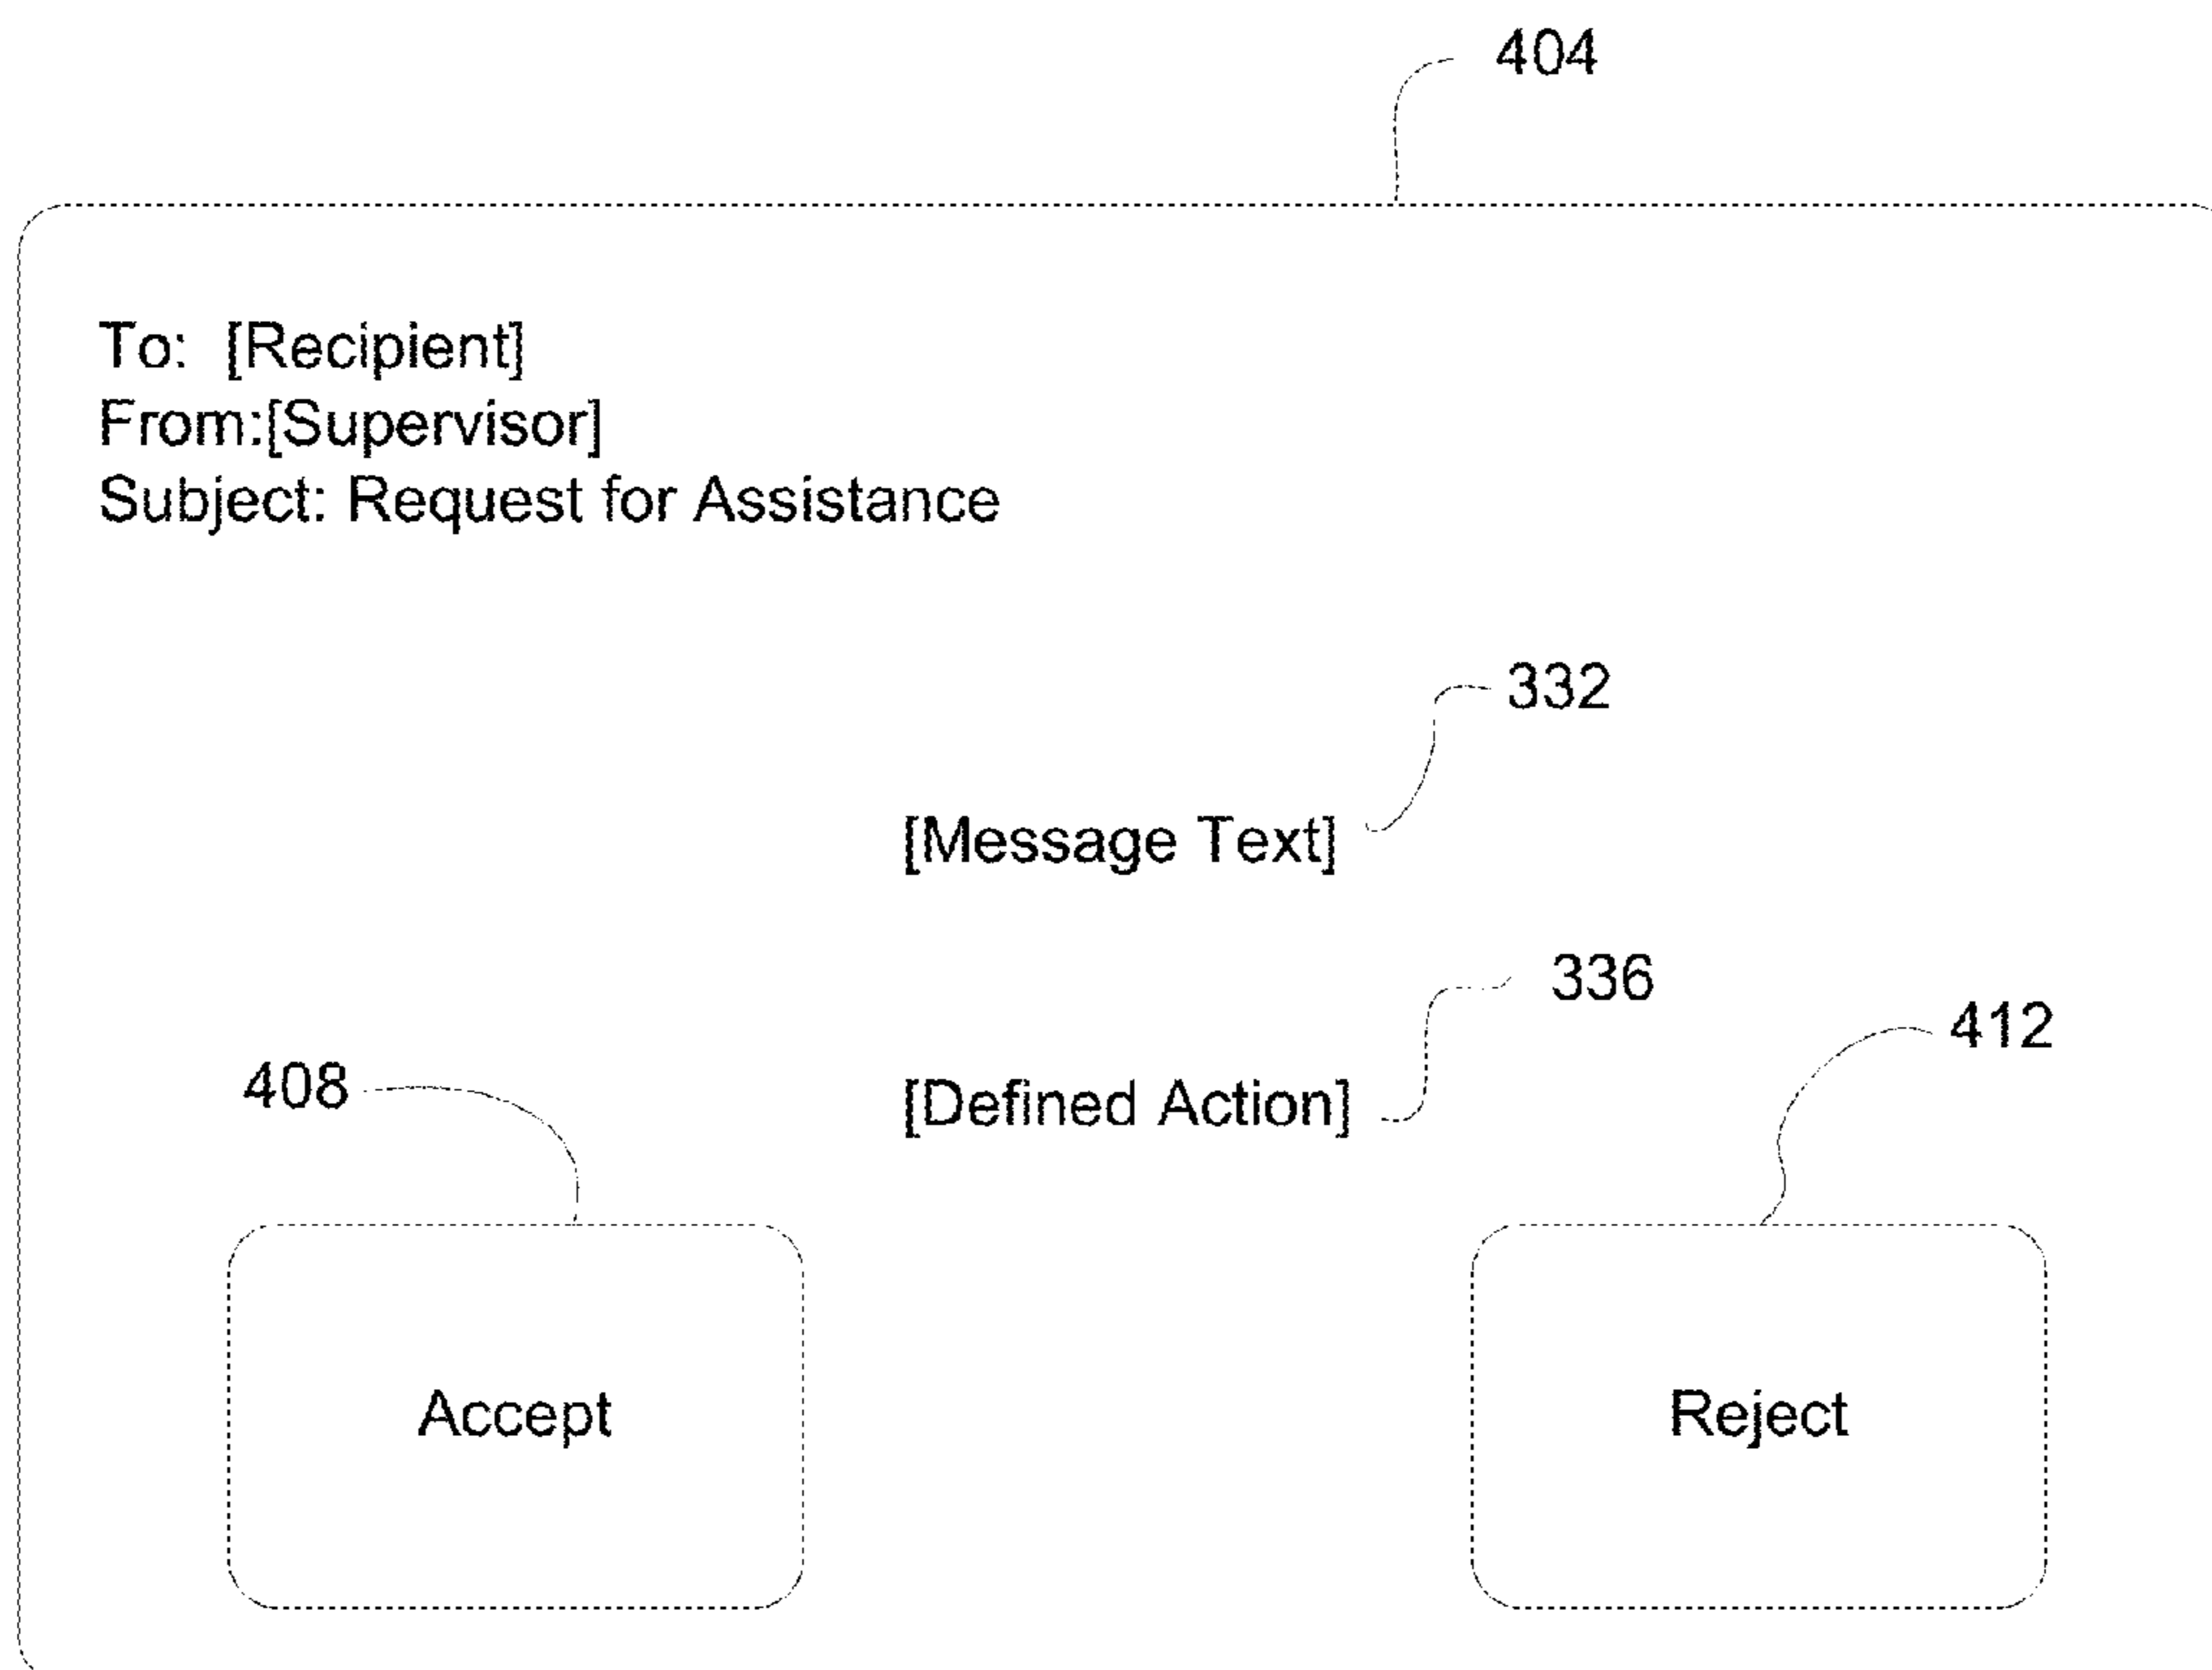 404
To: [Recipient]
From:[Supervisor]
Subject: Request for Assistance
332
[Message Text]
336
412
408
[Defined Action]
Accept
Reject